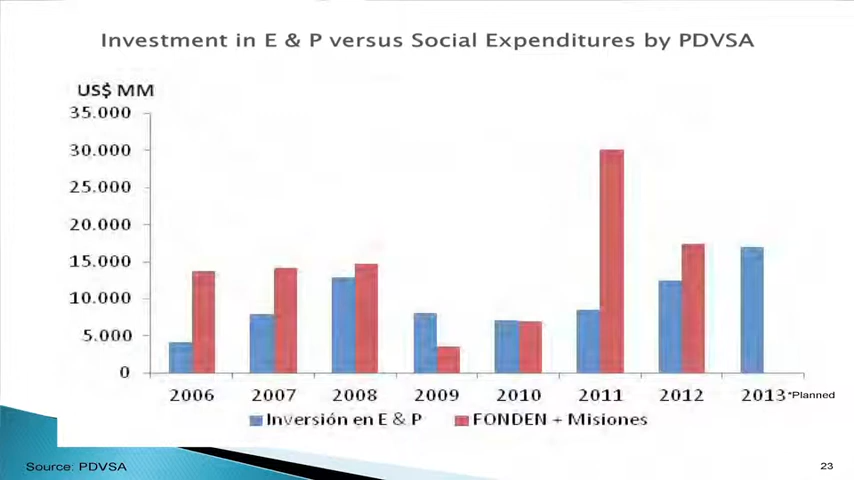 Investment in E & P versus Social Expenditures by PDVSA
US$ MM
35.000
30.000
25.000
20.000
15.000
10.000
5.000
0
2006 2007 2008 2009 2010 2011 2012 2013 *Planned
Inversión en E & P FONDEN + Misiones
Source: PDVSA 23